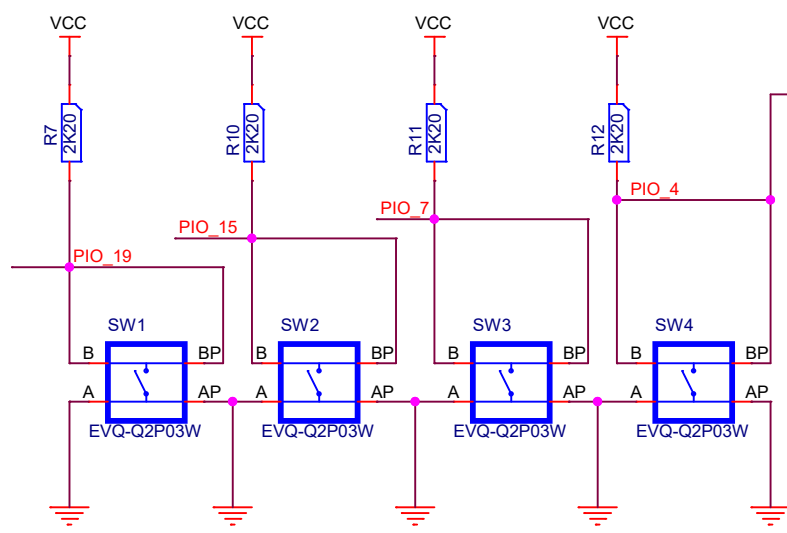 VCC VCC VCC VCC
R7 2K20 R10 2K20 R11 2K20 R12 2K20
PIO_4
PIO_7
PIO_15
PIO_19
SW1 SW2 SW3 SW4
B BP B BP B BP B BP
A AP A AP A AP A AP
EVQ-Q2P03W EVQ-Q2P03W EVQ-Q2P03W EVQ-Q2P03W